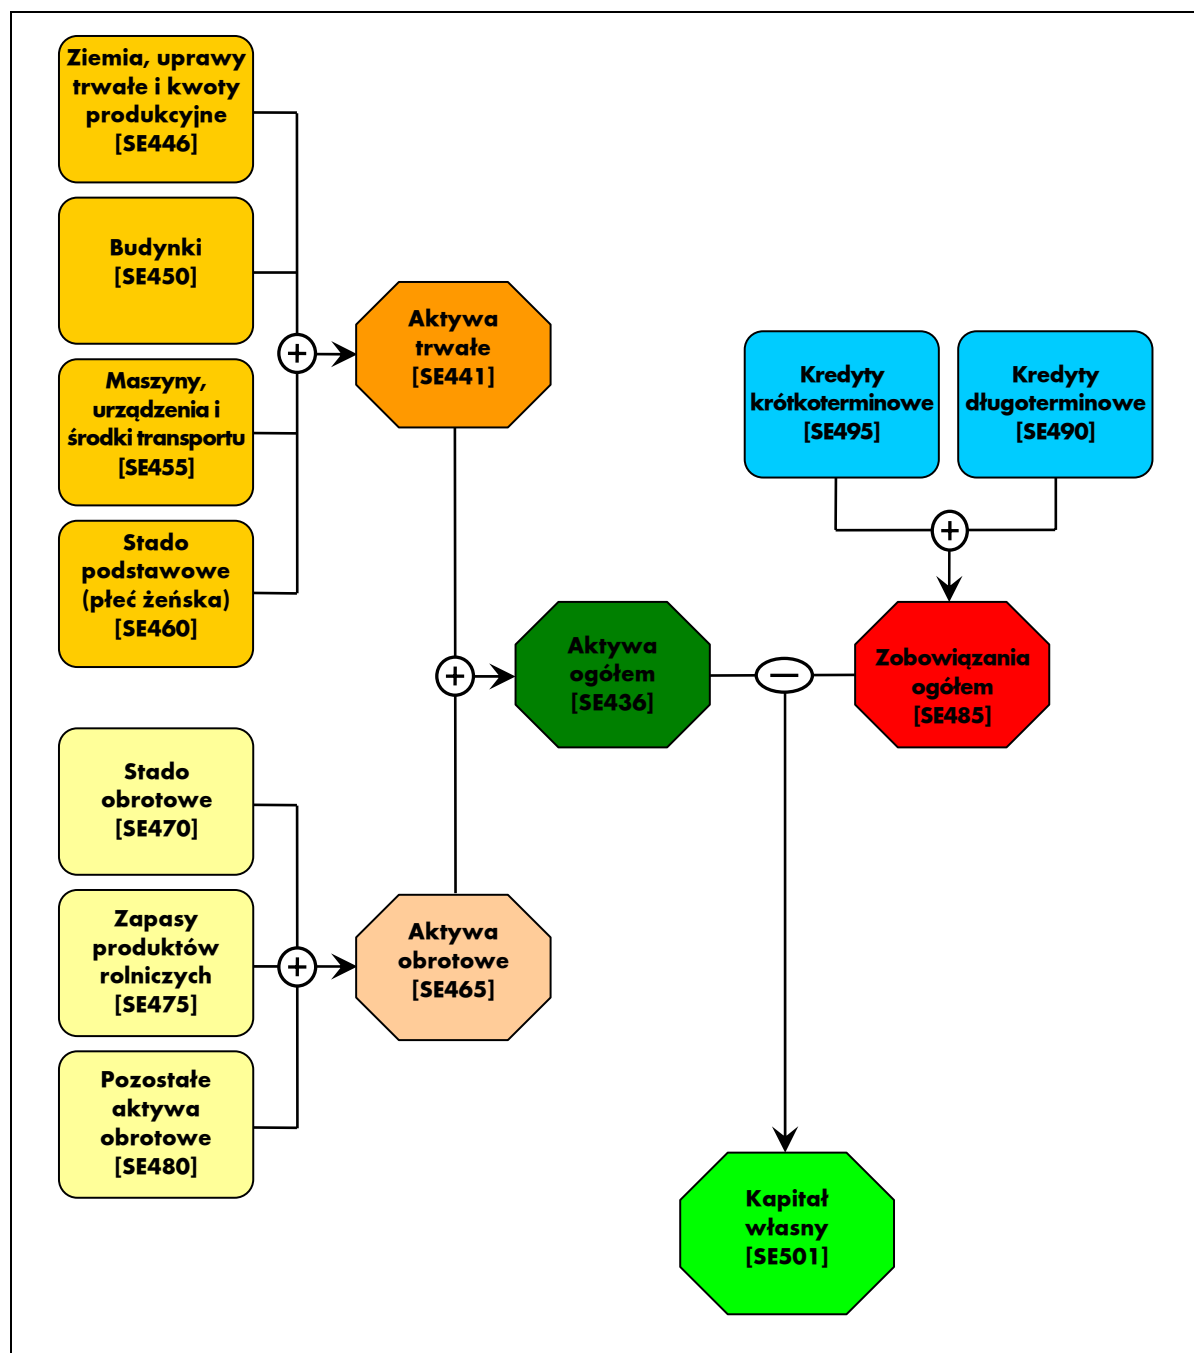 Ziemia, uprawy
trwałe i kwoty
produkcyjne
[SE446]
Budynki
[SE450]
Maszyny,
urządzenia i
środki transportu
[SE455]
Stado
podstawowe
(płeć żeńska)
[SE460]
Stado
obrotowe
[SE470]
Zapasy
produktów
rolniczych
[SE475]
Pozostałe
aktywa
obrotowe
[SE480]
+
+
Aktywa
trwałe
[SE441]
Aktywa
obrotowe
[SE465]
+
Aktywa
ogółem
[SE436]
Kredyty
krótkoterminowe
[SE495]
Kredyty
długoterminowe
[SE490]
+
Zobowiązania
ogółem
[SE485]
−
Kapitał
własny
[SE501]